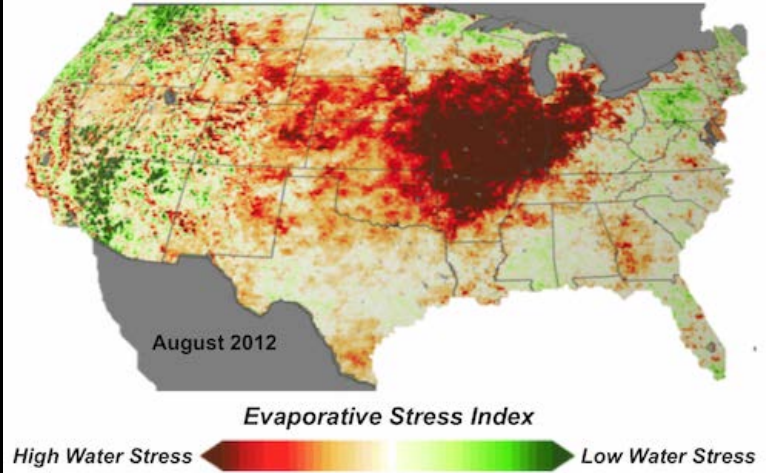 August 2012
Evaporative Stress Index
High Water Stress
Low Water Stress